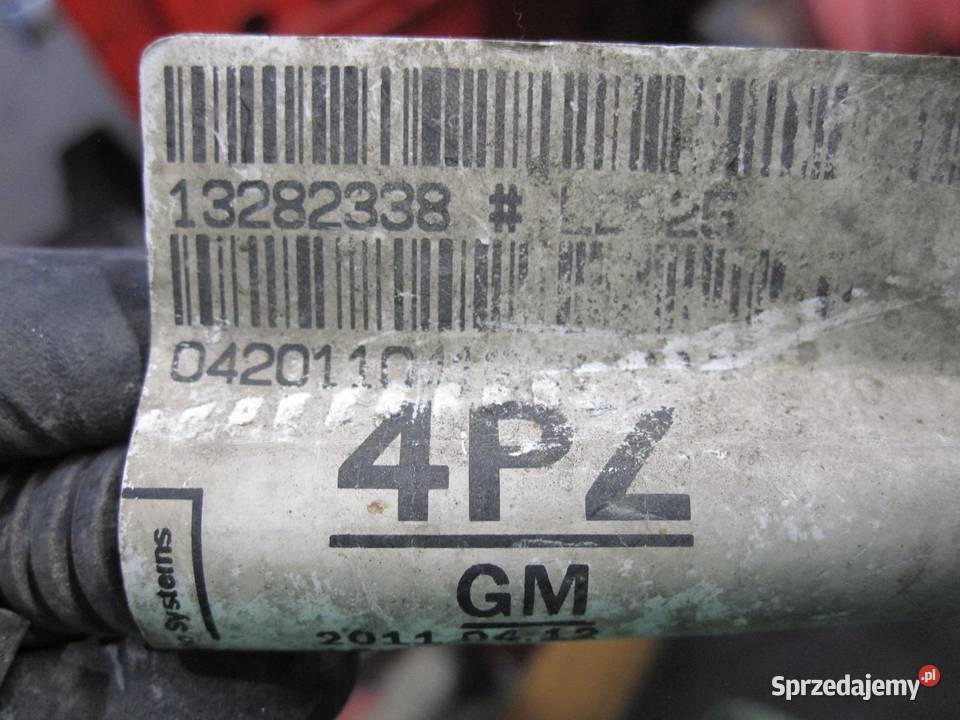 13282338 #
4PZ
systems
GM
2011.04.12
Sprzedajemy.pl